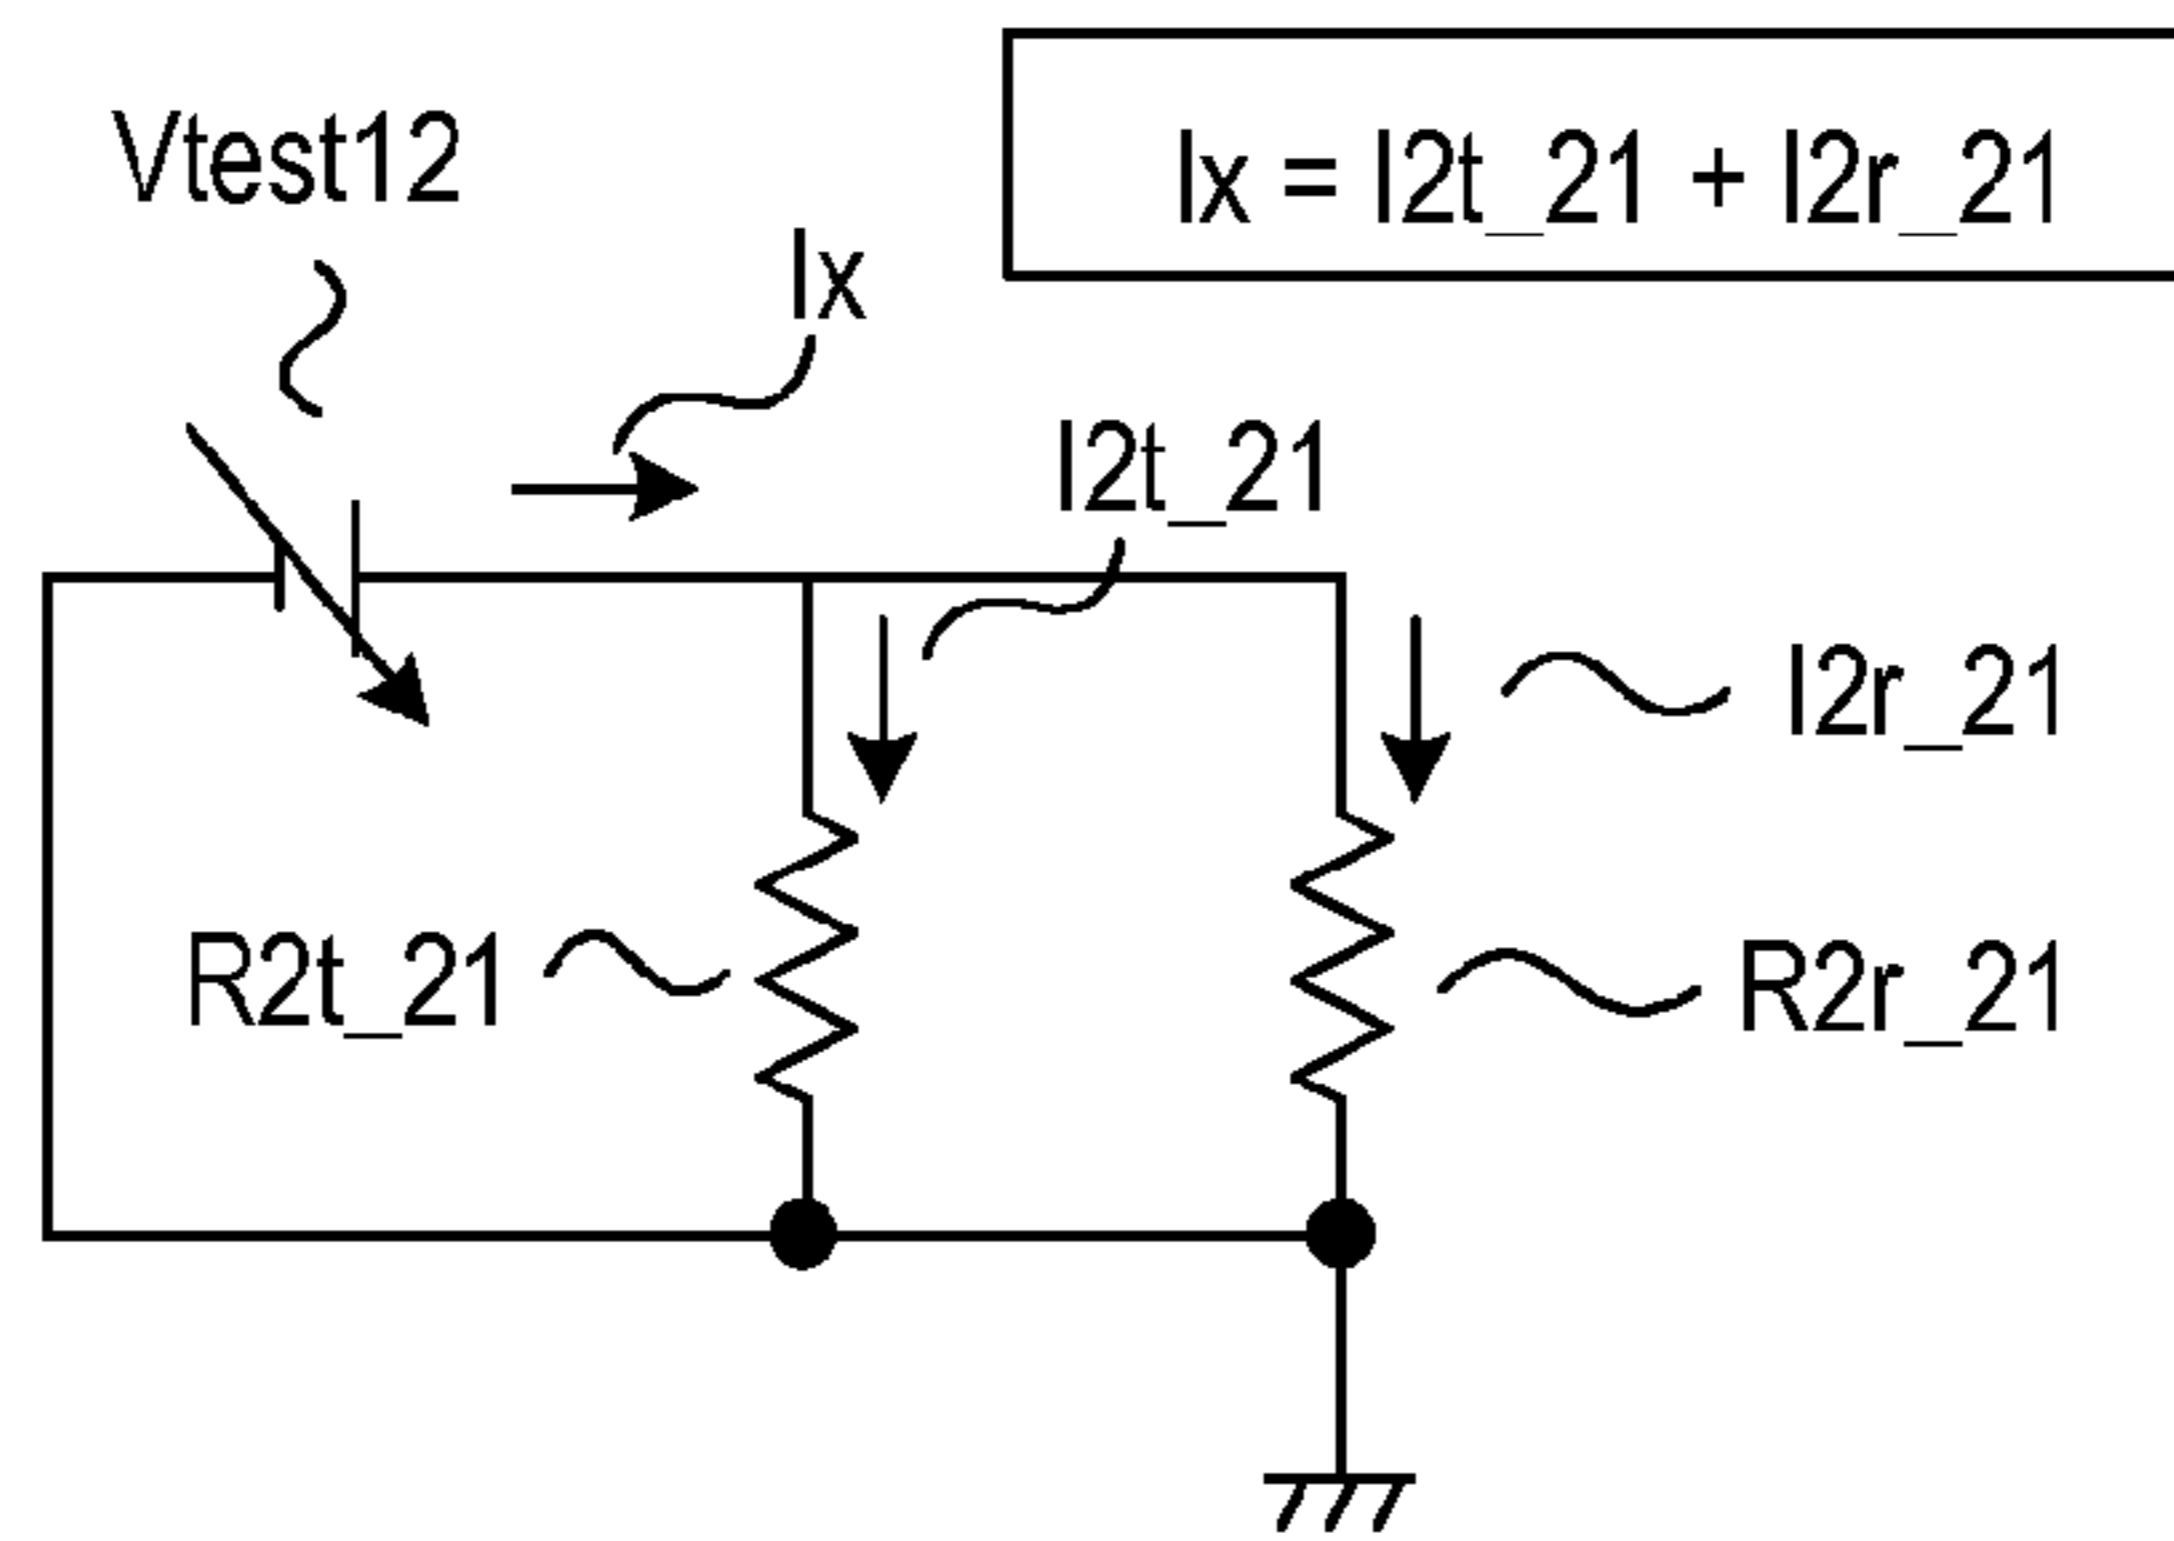 Vtest12
Ix = I2t_21 + I2r_21
Ix
I2t_21
I2r_21
R2t_21
R2r_21